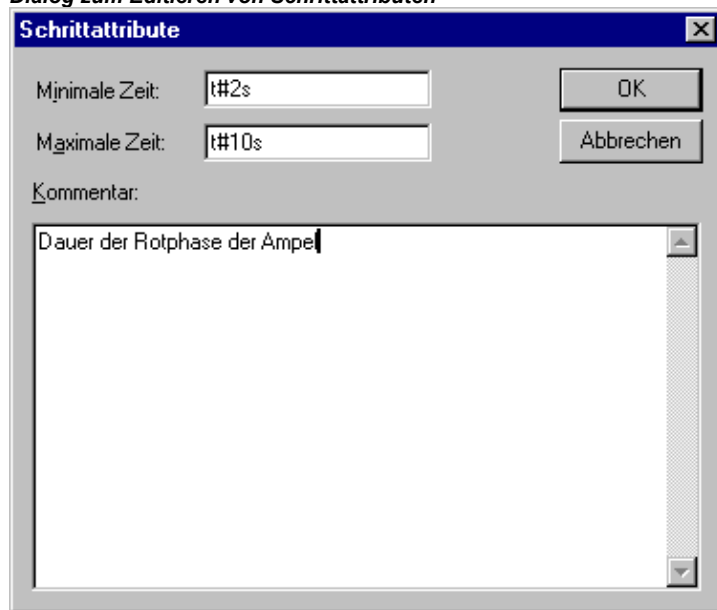 Dialog zum Editieren von Schrittattributen
Schrittattribute
Minimale Zeit: t#2s OK
Maximale Zeit: t#10s Abbrechen
Kommentar:
Dauer der Rotphase der Ampel